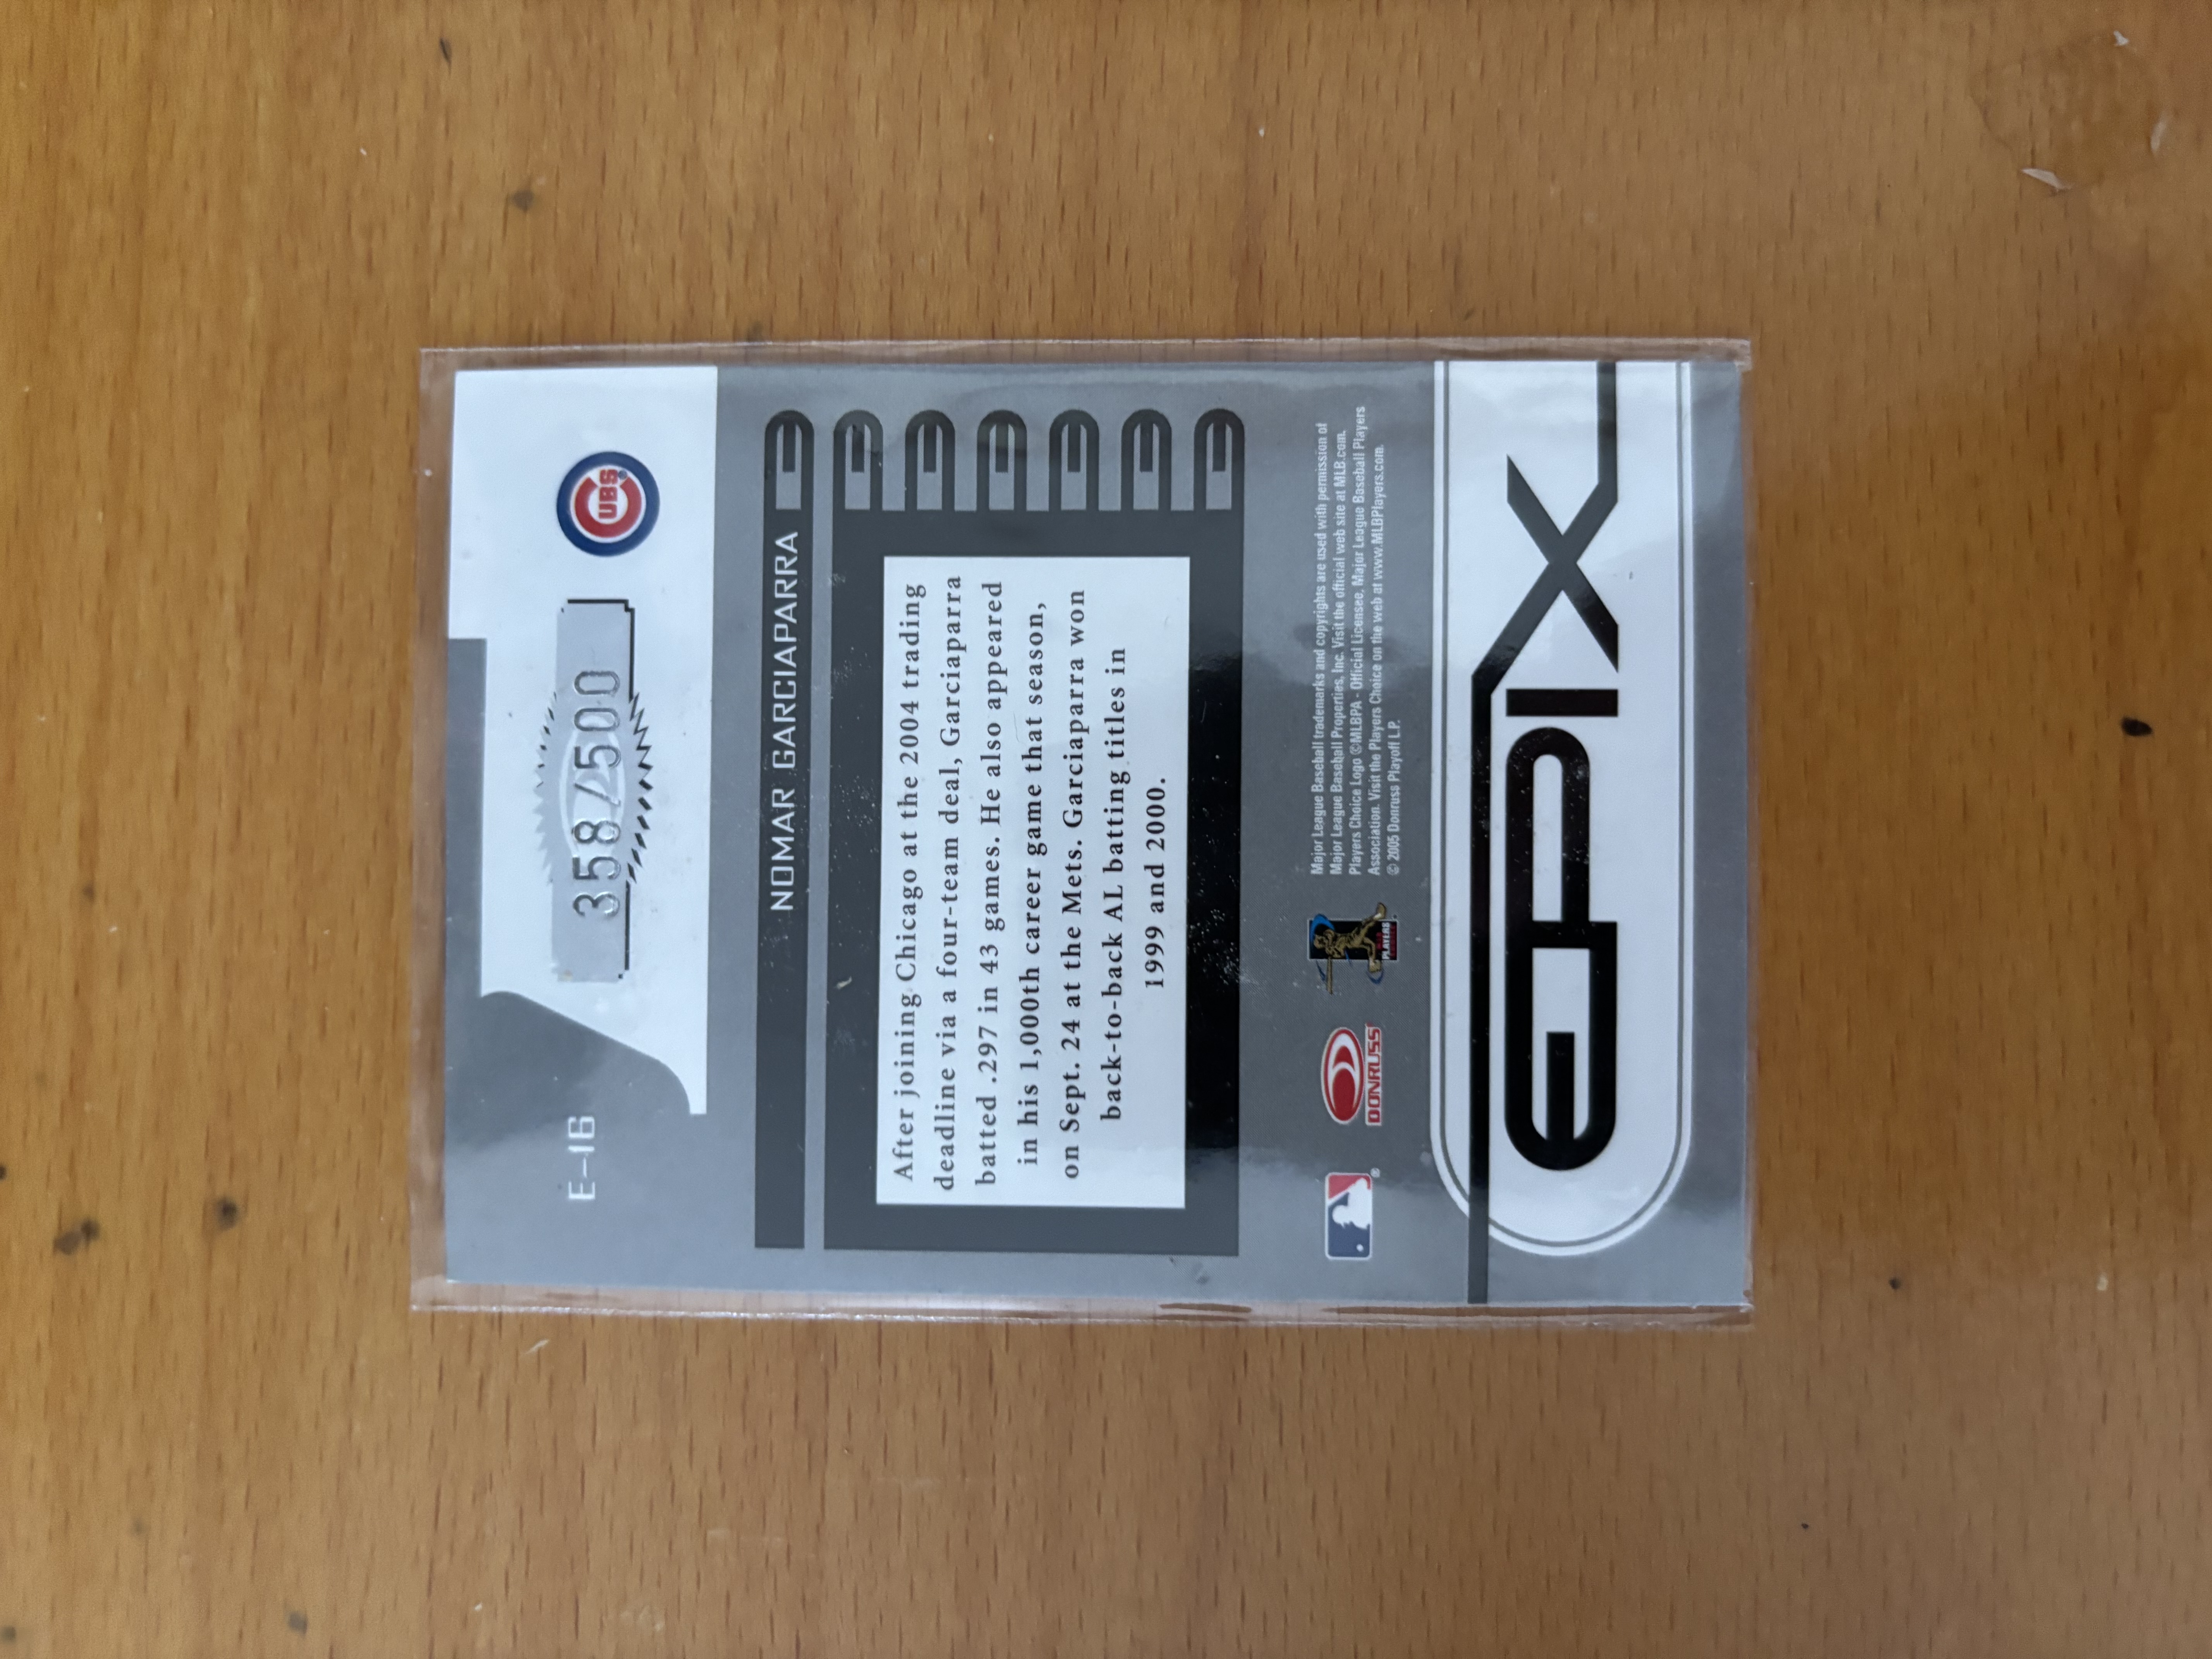 E-16
358/500
CUBS
NOMAR GARCIAPARRA
After joining Chicago at the 2004 trading
deadline via a four-team deal, Garciaparra
batted .297 in 43 games. He also appeared
in his 1,000th career game that season,
on Sept. 24 at the Mets. Garciaparra won
back-to-back AL batting titles in
1999 and 2000.
DONRUSS
PLAYERS
Major League Baseball trademarks and copyrights are used with permission of
Major League Baseball Properties, Inc. Visit the official web site at MLB.com.
Players Choice Logo ©MLBPA - Official Licensee, Major League Baseball Players
Association. Visit the Players Choice on the web at www.MLBPlayers.com.
© 2005 Donruss Playoff L.P.
EPIX